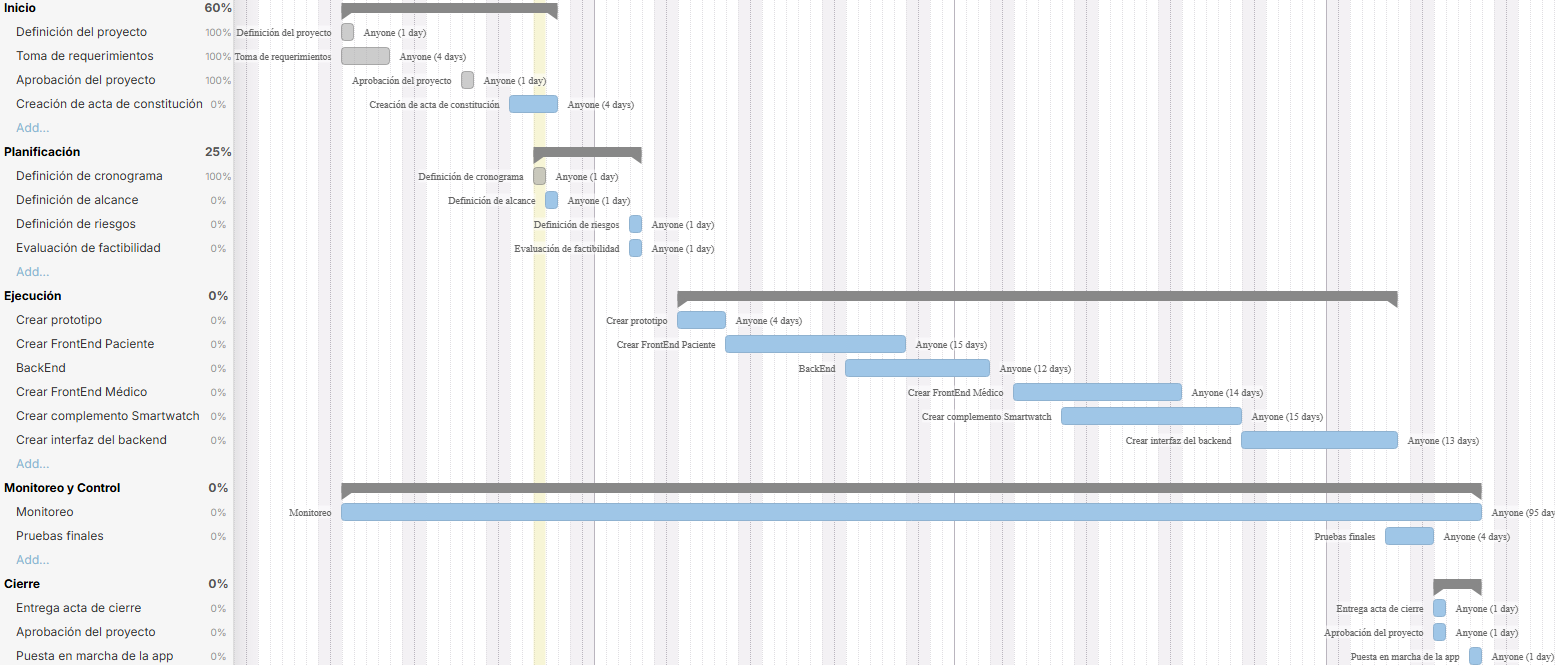 Inicio 60%
Definición del proyecto 100% Definición del proyecto Anyone (1 day)
Toma de requerimientos 100% Toma de requerimientos Anyone (4 days)
Aprobación del proyecto 100% Aprobación del proyecto Anyone (1 day)
Creación de acta de constitución 0% Creación de acta de constitución Anyone (4 days)
Add...
Planificación 25%
Definición de cronograma 100% Definición de cronograma Anyone (1 day)
Definición de alcance 0% Definición de alcance Anyone (1 day)
Definición de riesgos 0% Definición de riesgos Anyone (1 day)
Evaluación de factibilidad 0% Evaluación de factibilidad Anyone (1 day)
Add...
Ejecución 0%
Crear prototipo 0% Crear prototipo Anyone (4 days)
Crear FrontEnd Paciente 0% Crear FrontEnd Paciente Anyone (15 days)
BackEnd 0% BackEnd Anyone (12 days)
Crear FrontEnd Médico 0% Crear FrontEnd Médico Anyone (14 days)
Crear complemento Smartwatch 0% Crear complemento Smartwatch Anyone (15 days)
Crear interfaz del backend 0% Crear interfaz del backend Anyone (13 days)
Add...
Monitoreo y Control 0%
Monitoreo 0% Monitoreo Anyone (95 day
Pruebas finales 0% Pruebas finales Anyone (4 days)
Add...
Cierre 0%
Entrega acta de cierre 0% Entrega acta de cierre Anyone (1 day)
Aprobación del proyecto 0% Aprobación del proyecto Anyone (1 day)
Puesta en marcha de la app 0% Puesta en marcha de la app Anyone (1 day)